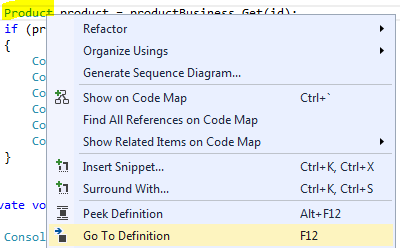 Product product = productBusiness.Get(id);
if (pr
{
Refactor
Organize Usings
Generate Sequence Diagram...
Co
Show on Code Map Ctrl+`
Co
Find All References on Code Map
Co
Show Related Items on Code Map
Co
Co
}
Insert Snippet... Ctrl+K, Ctrl+X
Surround With... Ctrl+K, Ctrl+S
vate vo
Peek Definition Alt+F12
Consol
Go To Definition F12